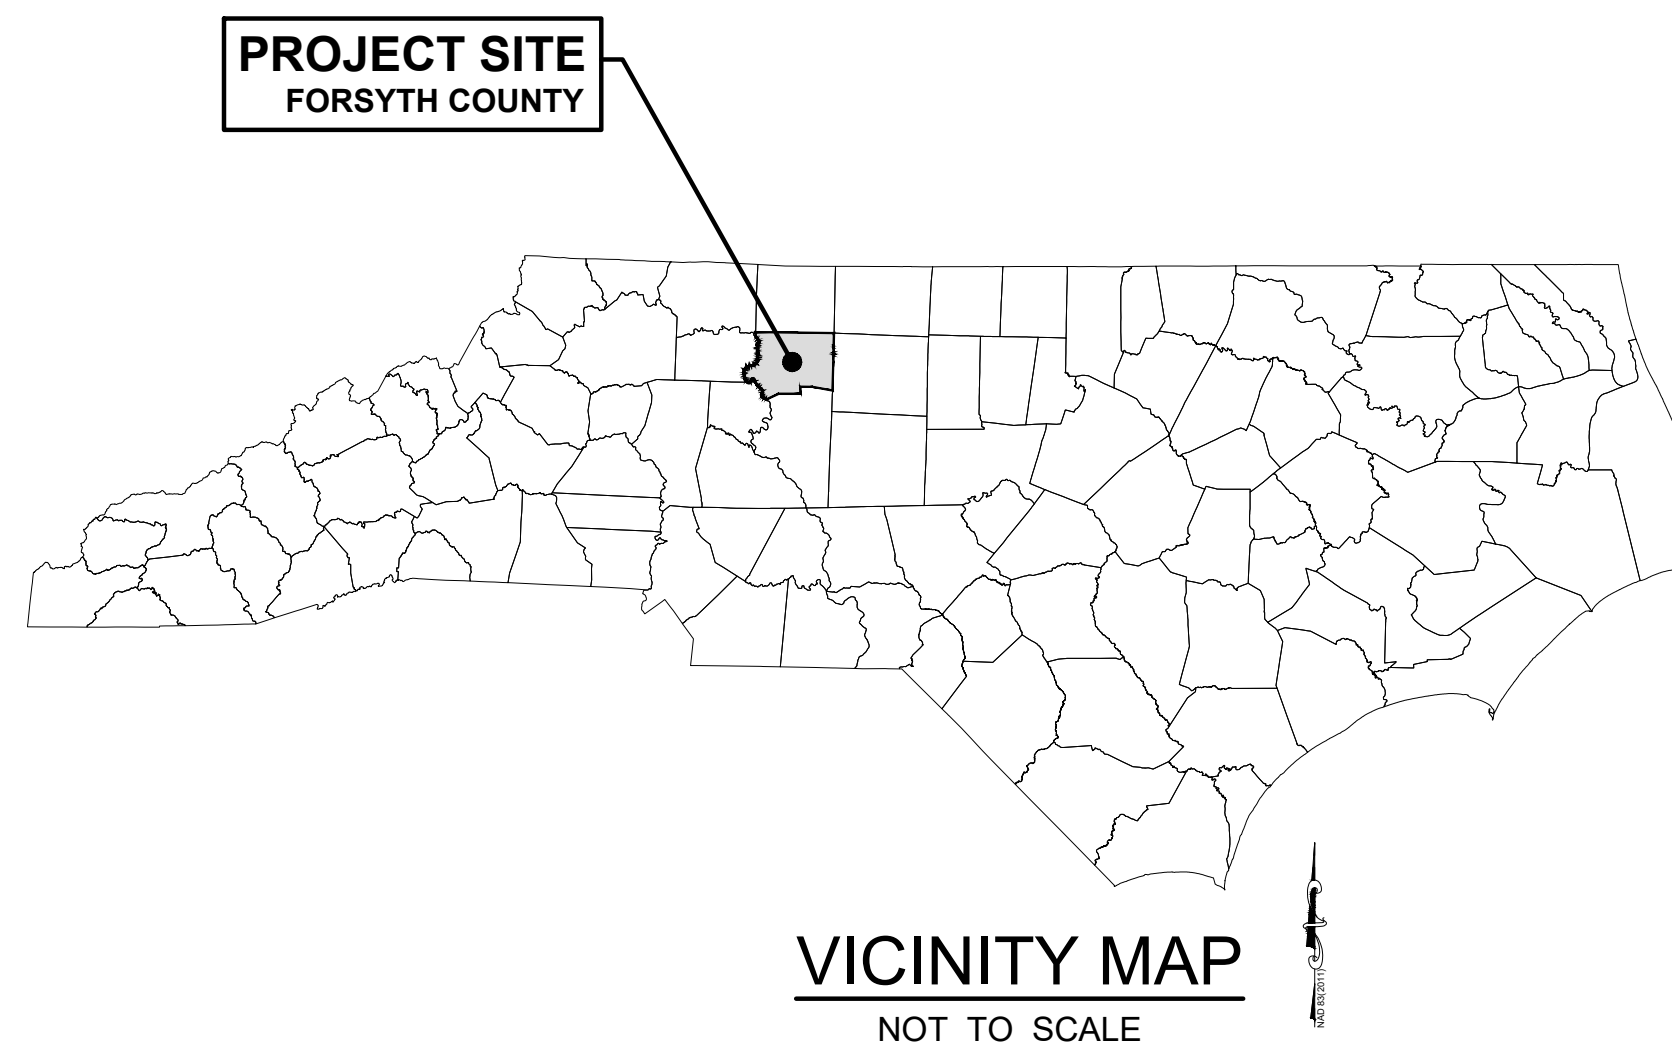 PROJECT SITE
FORSYTH COUNTY
VICINITY MAP
NOT TO SCALE
NAD 83(2011)